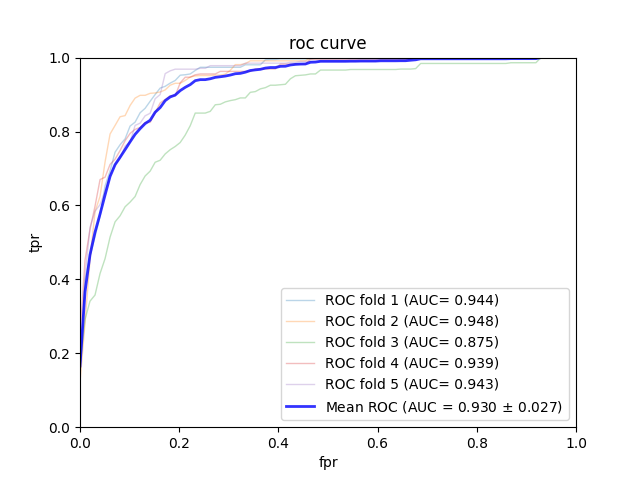 roc curve
1.0
0.8
0.6
0.4
0.2
0.0
tpr
ROC fold 1 (AUC= 0.944)
ROC fold 2 (AUC= 0.948)
ROC fold 3 (AUC= 0.875)
ROC fold 4 (AUC= 0.939)
ROC fold 5 (AUC= 0.943)
Mean ROC (AUC = 0.930 ± 0.027)
0.0 0.2 0.4 0.6 0.8 1.0
fpr